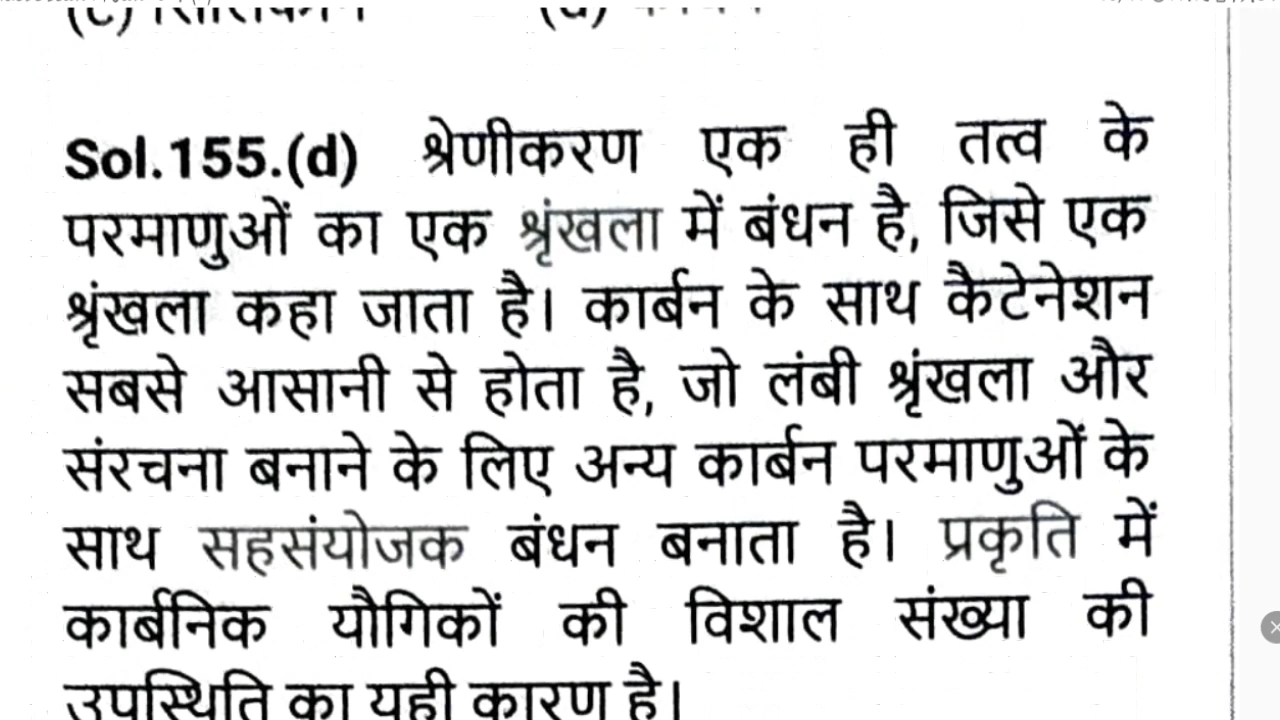 Sol.155.(d) श्रेणीकरण एक ही तत्व के
परमाणुओं का एक श्रृंखला में बंधन है, जिसे एक
श्रृंखला कहा जाता है। कार्बन के साथ कैटेनेशन
सबसे आसानी से होता है, जो लंबी श्रृंखला और
संरचना बनाने के लिए अन्य कार्बन परमाणुओं के
साथ सहसंयोजक बंधन बनाता है। प्रकृति में
कार्बनिक यौगिकों की विशाल संख्या की
उपस्थिति का यही कारण है।